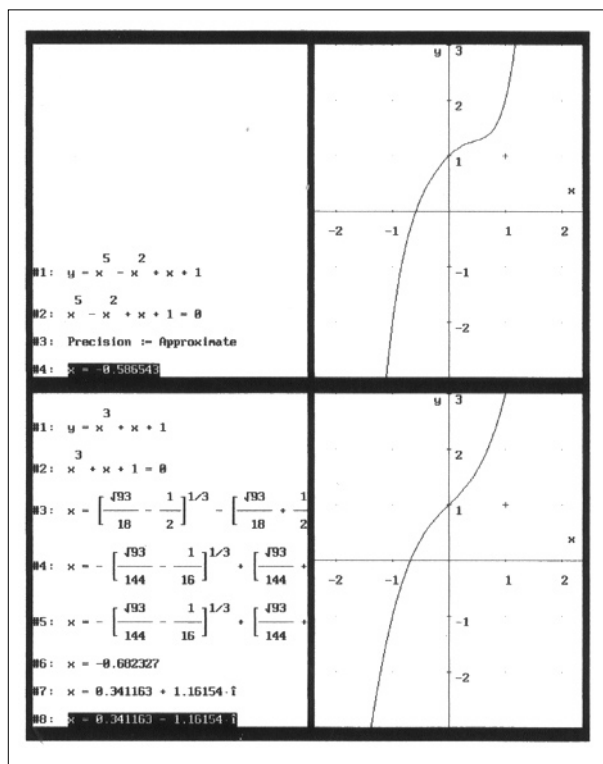 #1: y = x^5 - x^2 + x + 1
#2: x^5 - x^2 + x + 1 = 0
#3: Precision := Approximate
#4: x = -0.586543
y 3
2
1
x
-2 -1 1 2
-1
-2
#1: y = x^3 + x + 1
#2: x^3 + x + 1 = 0
#3: x = [√93/18 - 1/2]^1/3 - [√93/18 + 1/2
#4: x = - [√93/144 - 1/16]^1/3 + [√93/144 +
#5: x = - [√93/144 - 1/16]^1/3 + [√93/144 +
#6: x = -0.682327
#7: x = 0.341163 + 1.16154·î
#8: x = 0.341163 - 1.16154·î
y 3
2
1
x
-2 -1 1 2
-1
-2